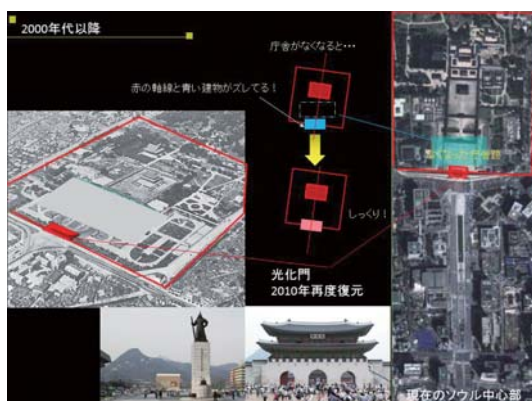 2000年代以降
庁舎がなくなると・・・
赤の軸線と青い建物がズレてる！
しっくり！
光化門
2010年再度復元
現在のソウル中心部